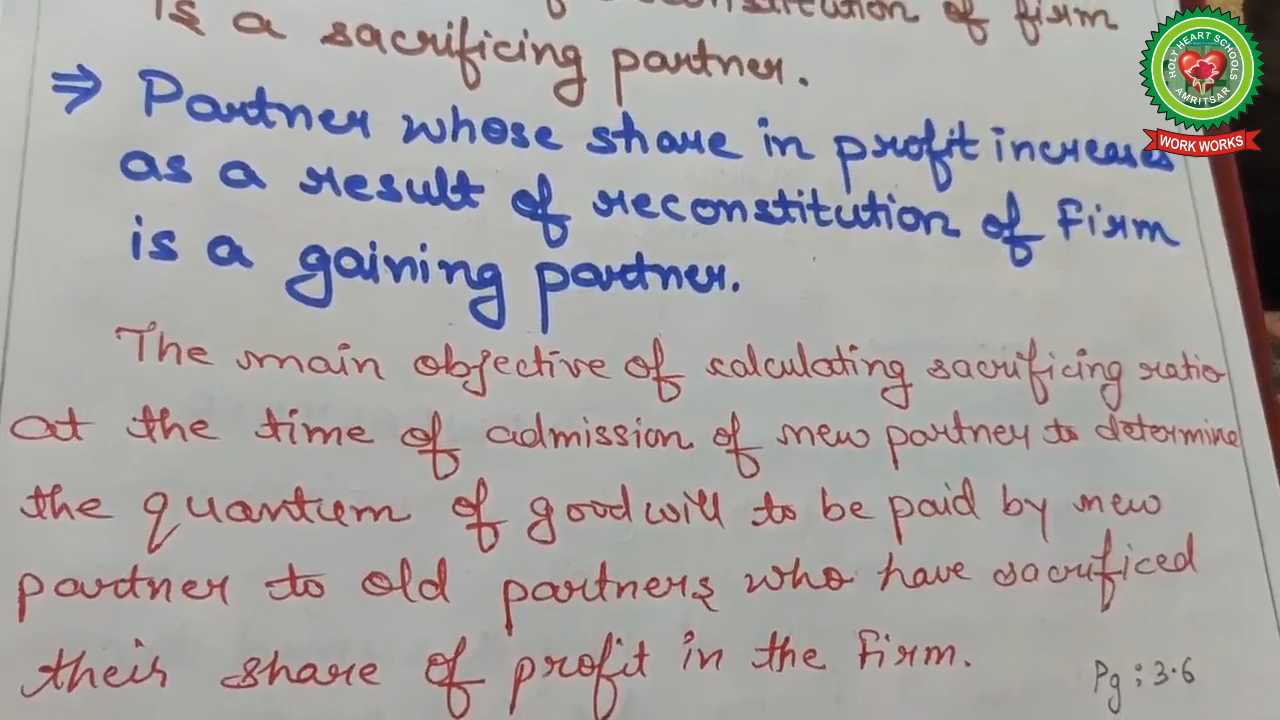 reconstitution of firm
is a sacrificing partner.
⇒ Partner whose share in profit increases
as a result of reconstitution of Firm
is a gaining partner.
The main objective of calculating sacrificing ratio
at the time of admission of new partner to determine
the quantum of goodwill to be paid by new
partner to old partners who have sacrificed
their share of profit in the Firm.
Pg : 3.6
HOLY HEART SCHOOLS
AMRITSAR
WORK WORKS